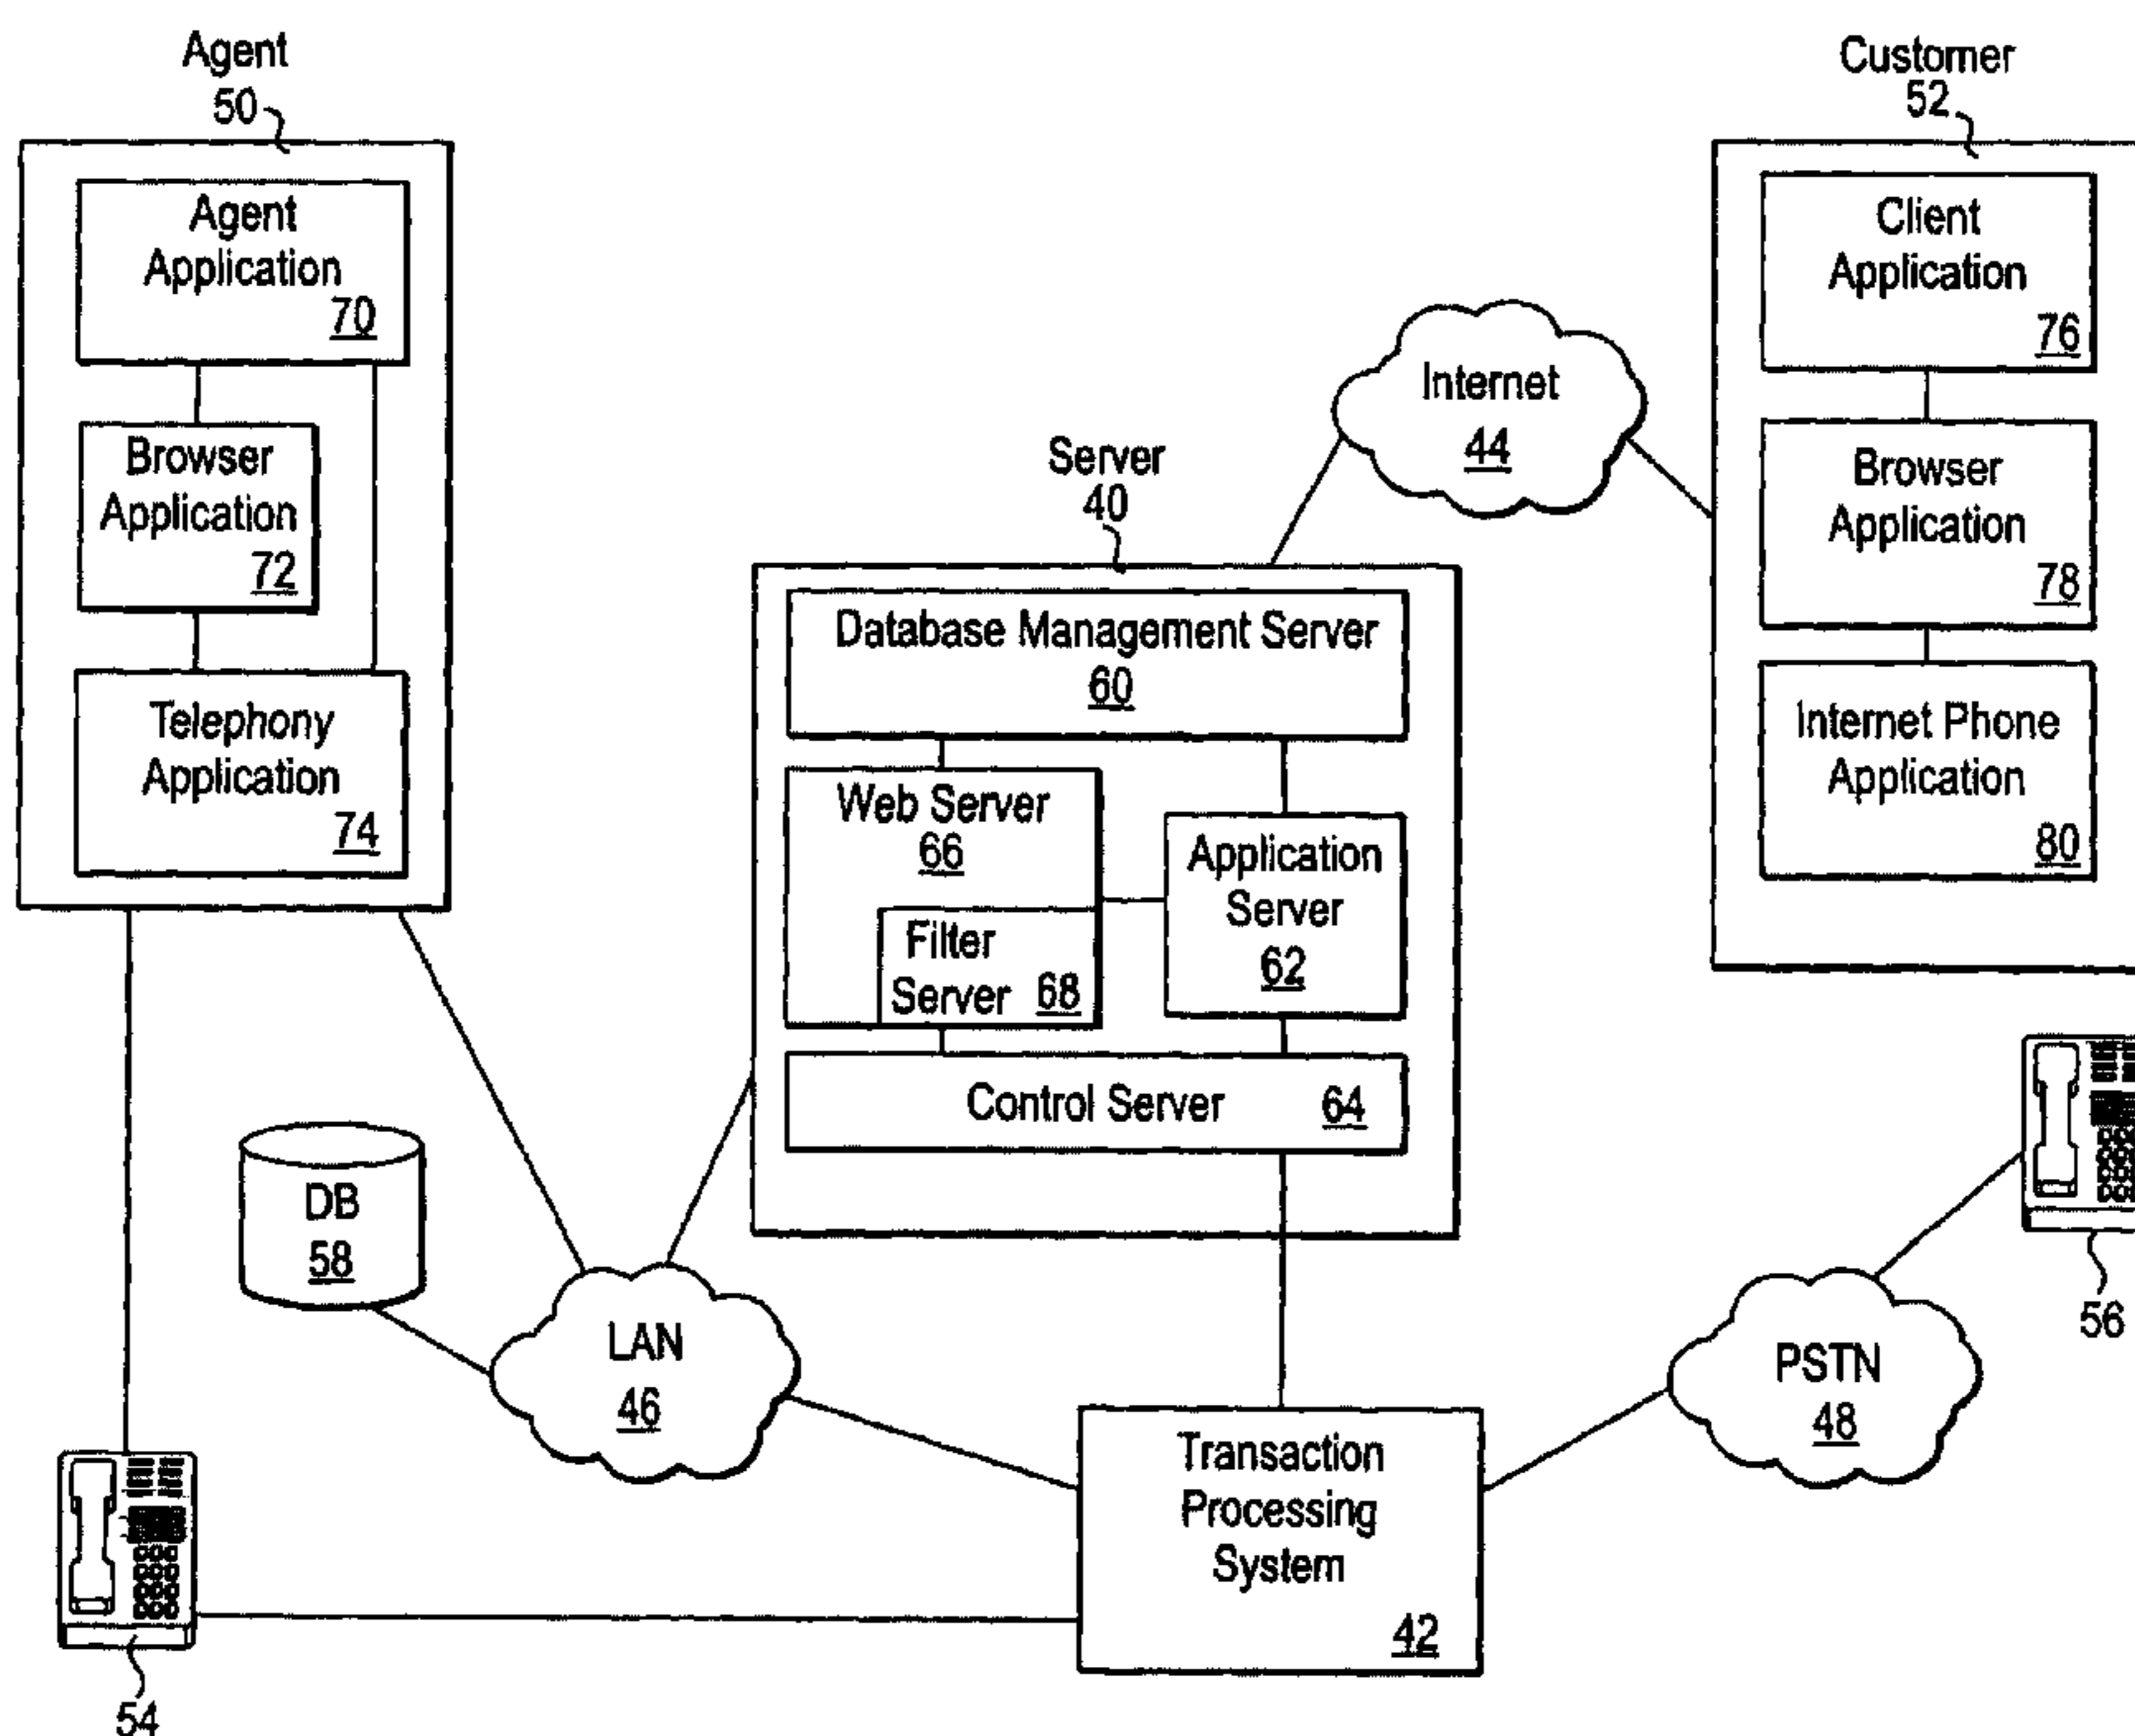 Agent
50
Agent
Application
70
Browser
Application
72
Telephony
Application
74
Customer
52
Client
Application
76
Browser
Application
78
Internet Phone
Application
80
Internet
44
Server
40
Database Management Server
60
Web Server
66
Filter
Server 68
Application
Server
62
Control Server 64
DB
58
LAN
46
Transaction
Processing
System
42
PSTN
48
56
54